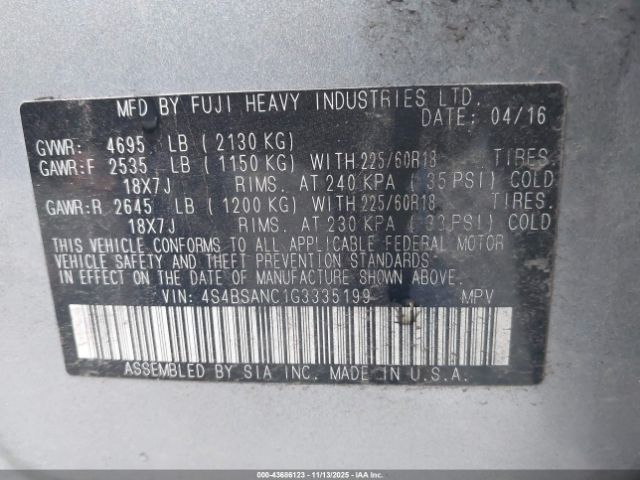 MFD BY FUJI HEAVY INDUSTRIES LTD.
DATE: 04/16
GVWR: 4695 LB ( 2130 KG)
GAWR:F 2535 LB ( 1150 KG) WITH 225/60R18 TIRES
18X7J RIMS. AT 240 KPA ( 35 PSI) COLD
GAWR:R 2645 LB ( 1200 KG) WITH 225/60R18 TIRES.
18X7J RIMS. AT 230 KPA ( 33 PSI) COLD
THIS VEHICLE CONFORMS TO ALL APPLICABLE FEDERAL MOTOR
VEHICLE SAFETY AND THEFT PREVENTION STANDARDS
IN EFFECT ON THE DATE OF MANUFACTURE SHOWN ABOVE.
VIN: 4S4BSANC1G3335199 MPV
ASSEMBLED BY SIA INC. MADE IN U.S.A.
000-43686123 - 11/13/2025 - IAAI.COM